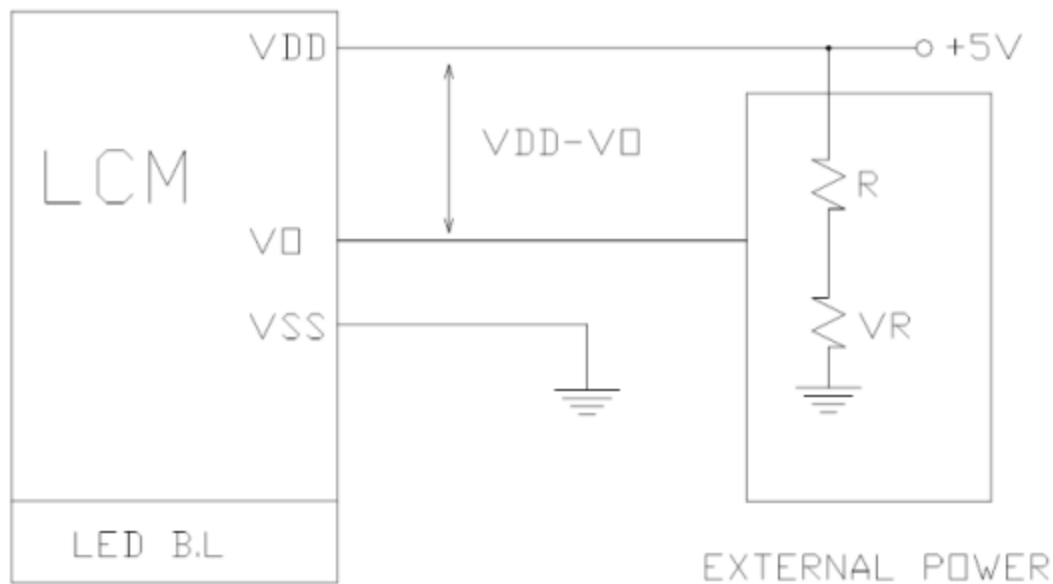 VDD
+5V
VDD-VO
LCM
R
VO
VSS
VR
LED B.L
EXTERNAL POWER